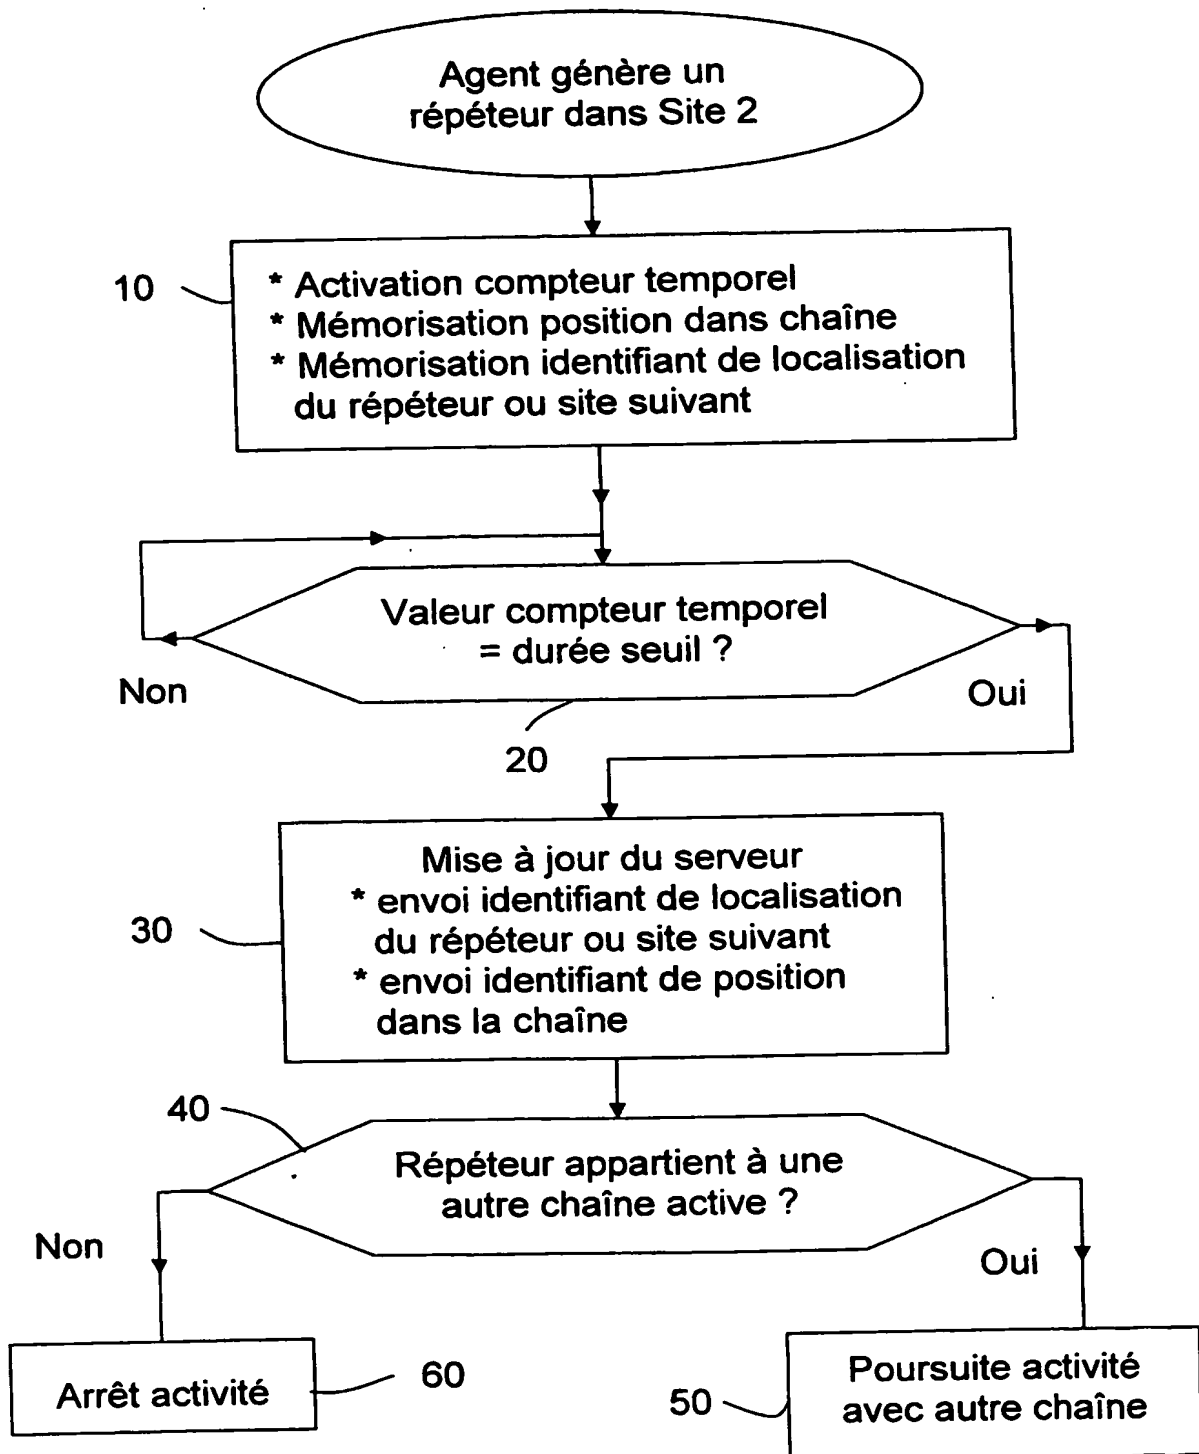 Agent génère un
répéteur dans Site 2
10
* Activation compteur temporel
* Mémorisation position dans chaîne
* Mémorisation identifiant de localisation
du répéteur ou site suivant
Valeur compteur temporel
= durée seuil ?
Non
Oui
20
Mise à jour du serveur
* envoi identifiant de localisation
du répéteur ou site suivant
* envoi identifiant de position
dans la chaîne
30
40
Répéteur appartient à une
autre chaîne active ?
Non
Oui
Arrêt activité
60
50
Poursuite activité
avec autre chaîne